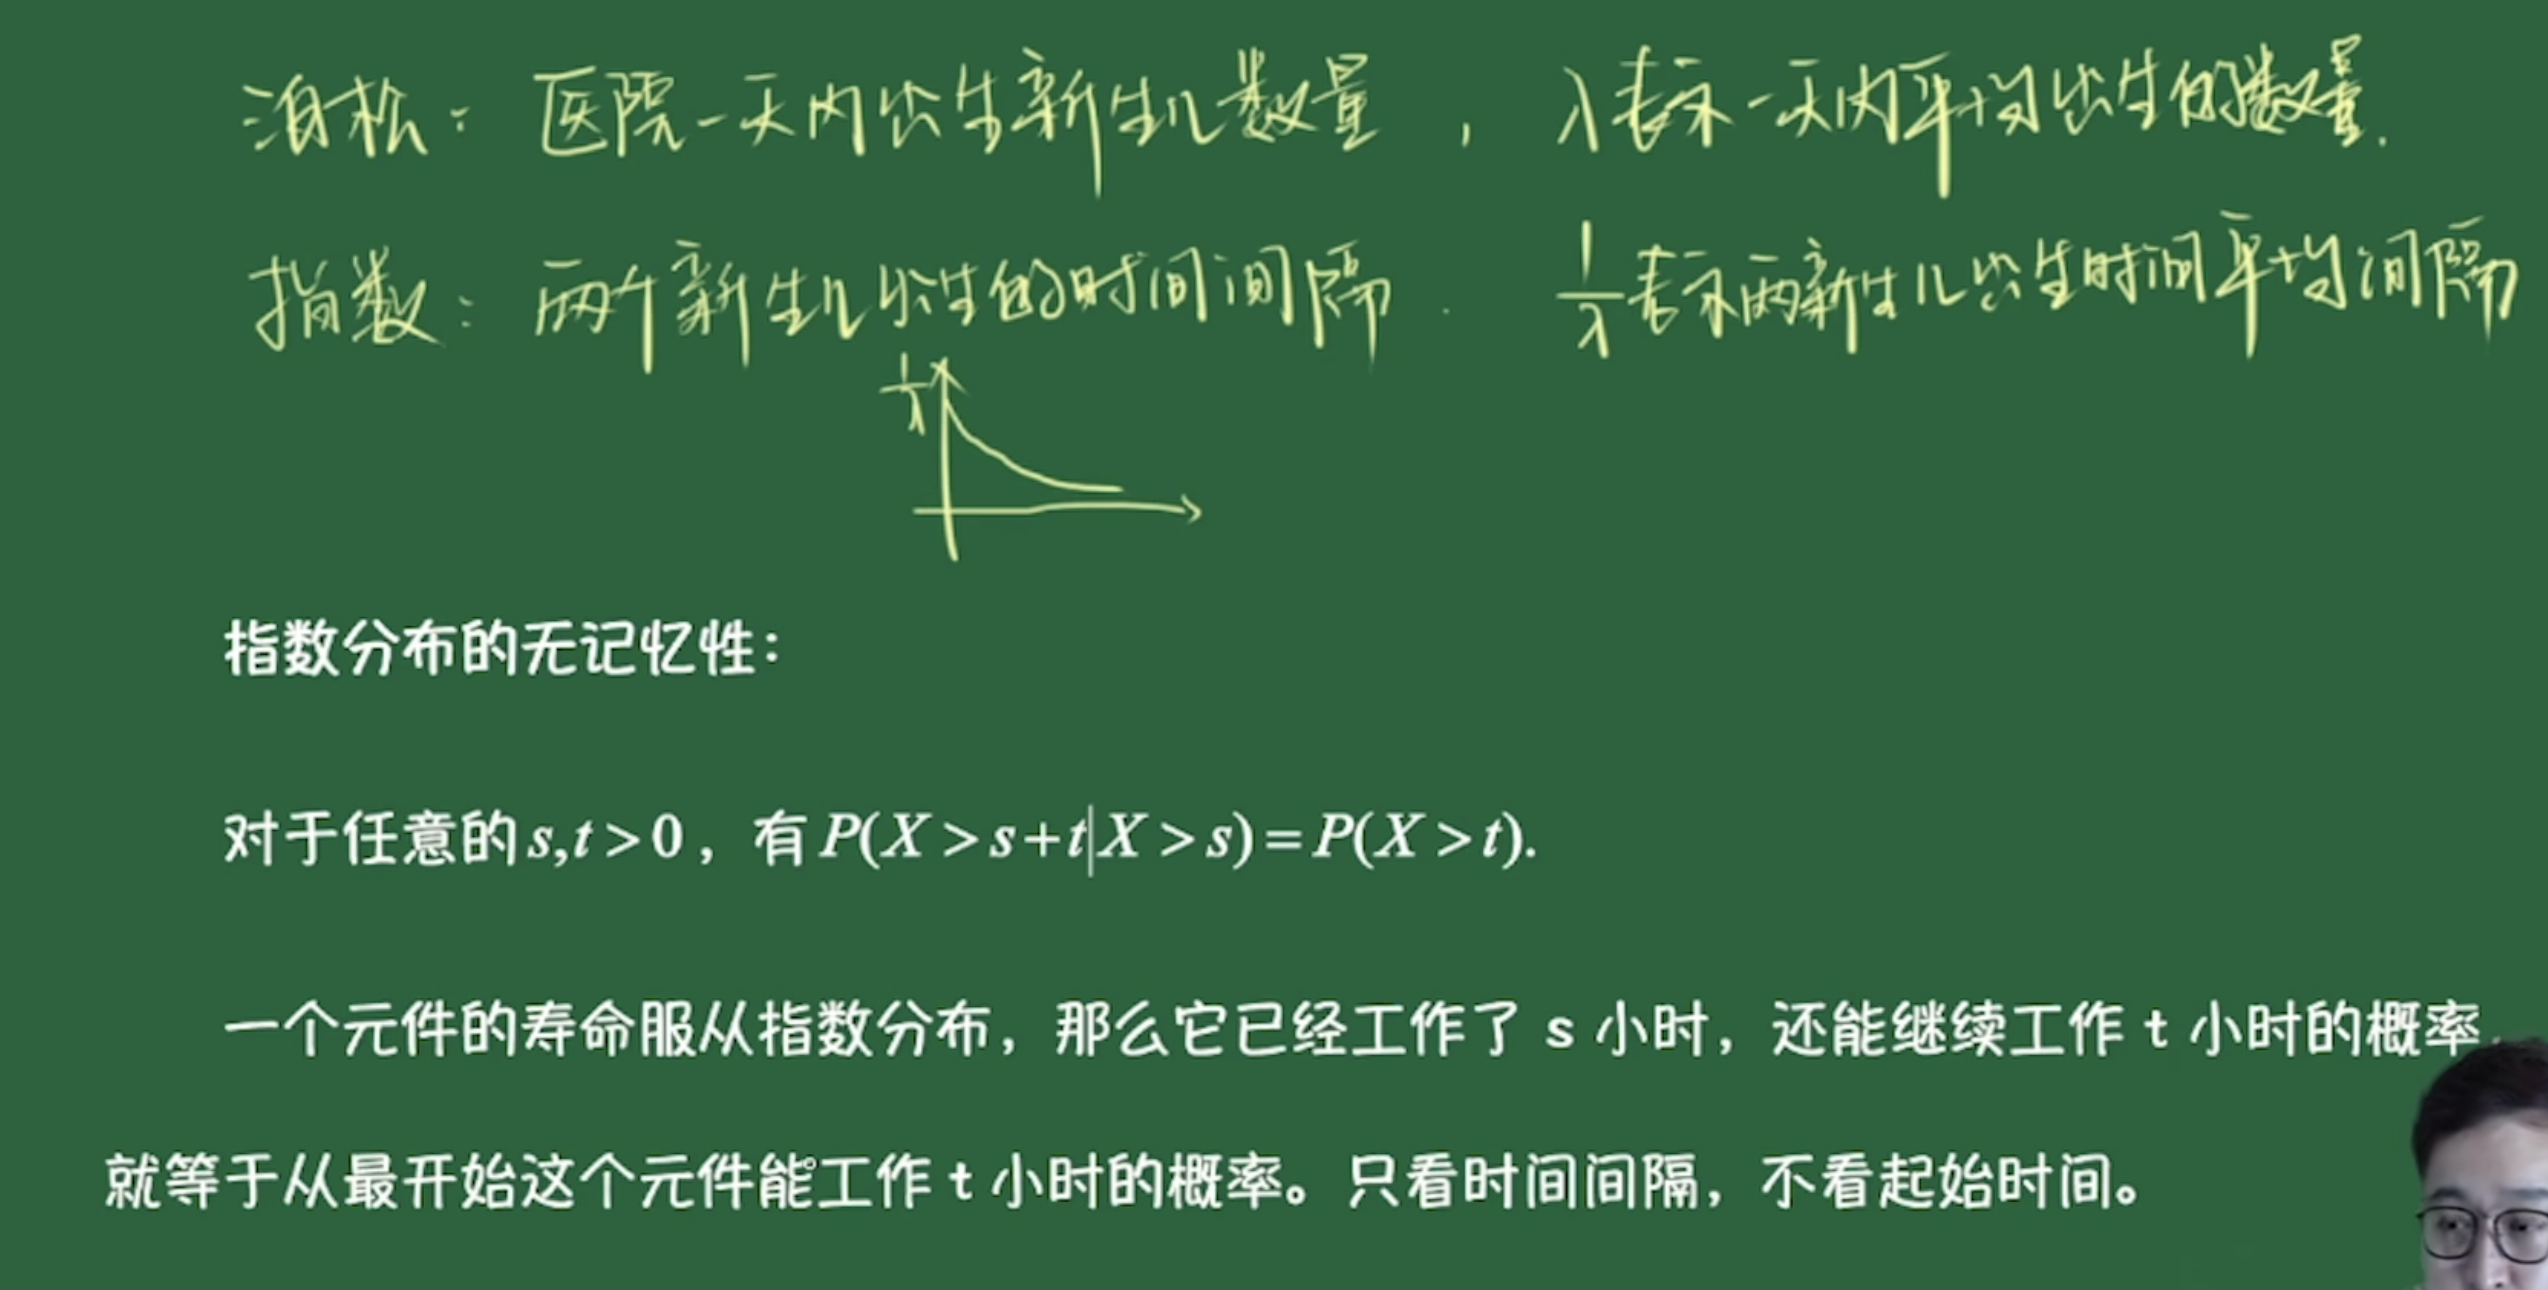 泊松：医院一天内出生新生儿数量，λ表示一天内平均出生的数量.
指数：两个新生儿出生的时间间隔. 1/λ表示两新生儿出生时间平均间隔
1/λ
指数分布的无记忆性：
对于任意的s,t>0，有P(X>s+t|X>s)=P(X>t).
一个元件的寿命服从指数分布，那么它已经工作了 s 小时，还能继续工作 t 小时的概率
就等于从最开始这个元件能工作 t 小时的概率。只看时间间隔，不看起始时间。